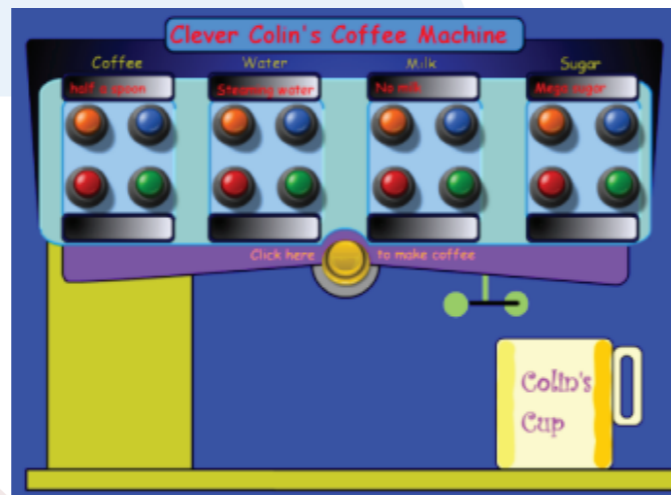 Clever Colin's Coffee Machine
Coffee Water Milk Sugar
half a spoon Steaming water No milk Mega sugar
Click here to make coffee
Colin's
Cup